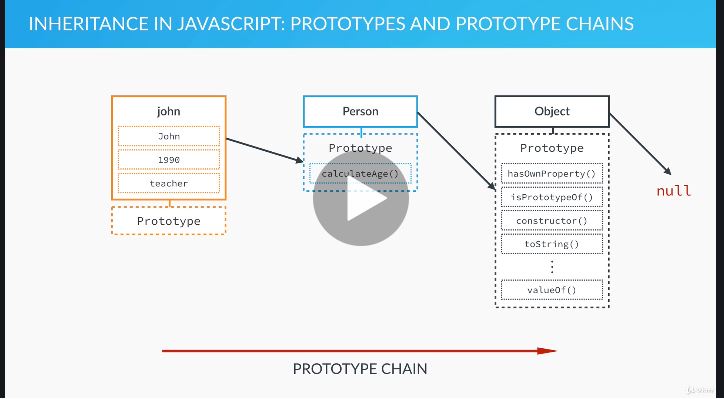 INHERITANCE IN JAVASCRIPT: PROTOTYPES AND PROTOTYPE CHAINS
john
John
1990
teacher
Prototype
Person
Prototype
calculateAge()
Object
Prototype
hasOwnProperty()
isPrototypeOf()
constructor()
toString()
⋮
valueOf()
null
PROTOTYPE CHAIN